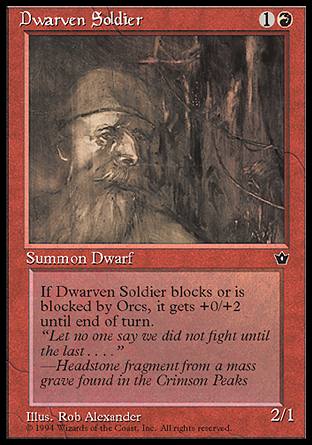 Dwarven Soldier 1
Summon Dwarf
If Dwarven Soldier blocks or is
blocked by Orcs, it gets +0/+2
until end of turn.
“Let no one say we did not fight until
the last . . . .”
—Headstone fragment from a mass
grave found in the Crimson Peaks
Illus. Rob Alexander 2/1
© 1994 Wizards of the Coast, Inc. All rights reserved.